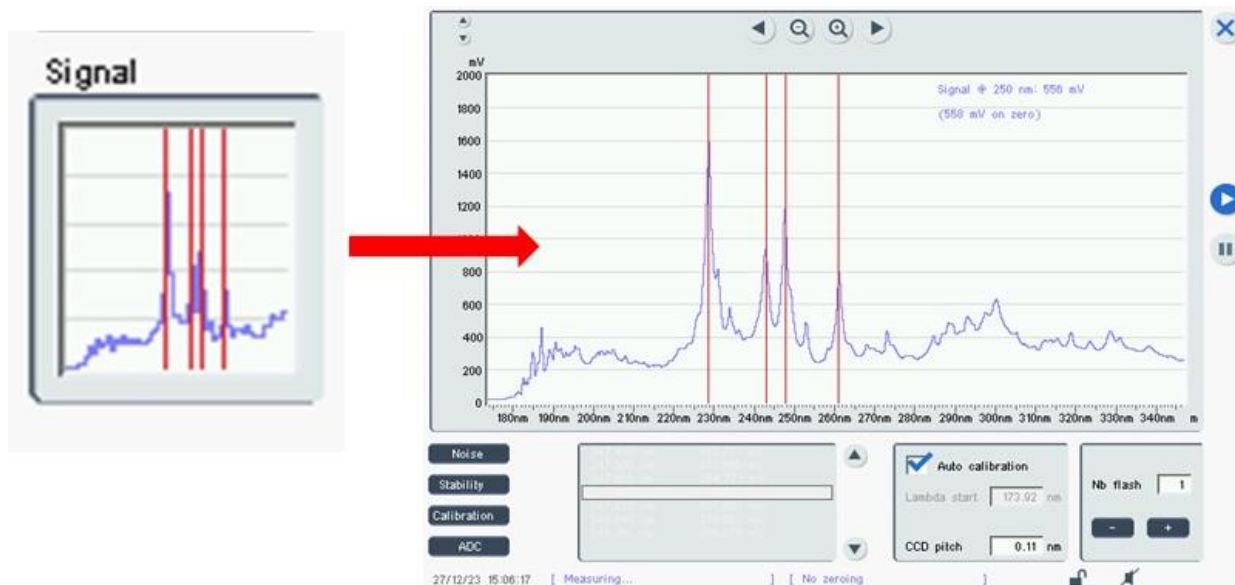 Signal
mV
2000
Signal @ 250 nm: 556 mV
(558 mV on zero)
1800
1600
1400
1200
800
600
400
200
0
180nm 190nm 200nm 210nm 220nm 230nm 240nm 250nm 260nm 270nm 280nm 290nm 300nm 310nm 320nm 330nm 340nm
Noise
Stability
Calibration
ADC
Auto calibration
Lambda start 173.92 nm
CCD pitch 0.11 nm
Nb flash 1
- +
27/12/23 15:06:17 [ Measuring... ] [ No zeroing ]